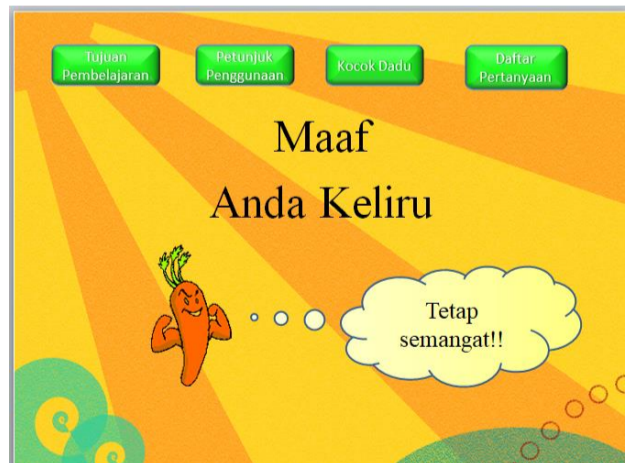 Tujuan
Pembelajaran
Petunjuk
Penggunaan
Kocok Dadu
Daftar
Pertanyaan
Maaf
Anda Keliru
Tetap
semangat!!